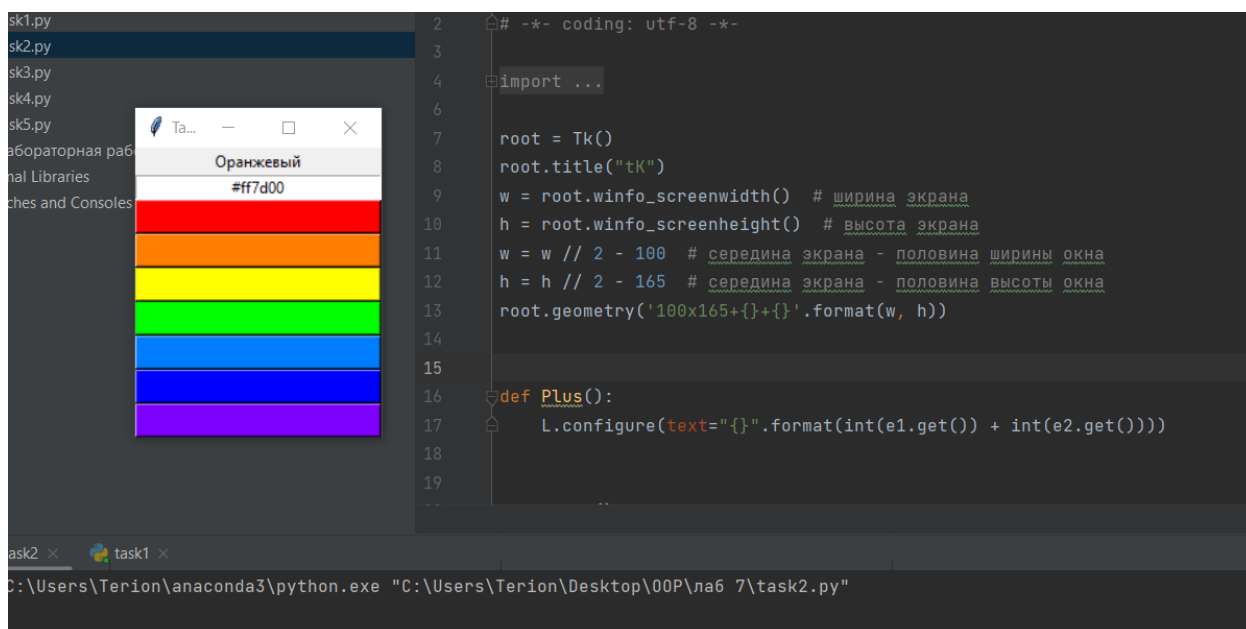 sk1.py
sk2.py
sk3.py
sk4.py
sk5.py
абораторная раб
nal Libraries
ches and Consoles
Ta...
Оранжевый
#ff7d00
2 # -*- coding: utf-8 -*-
3
4 import ...
6
7 root = Tk()
8 root.title("tK")
9 w = root.winfo_screenwidth()  # ширина экрана
10 h = root.winfo_screenheight()  # высота экрана
11 w = w // 2 - 100  # середина экрана - половина ширины окна
12 h = h // 2 - 165  # середина экрана - половина высоты окна
13 root.geometry('100x165+{}+{}'.format(w, h))
14
15
16 def Plus():
17     L.configure(text="{}".format(int(e1.get()) + int(e2.get())))
18
19
ask2
task1
C:\Users\Terion\anaconda3\python.exe "C:\Users\Terion\Desktop\OOP\лаб 7\task2.py"